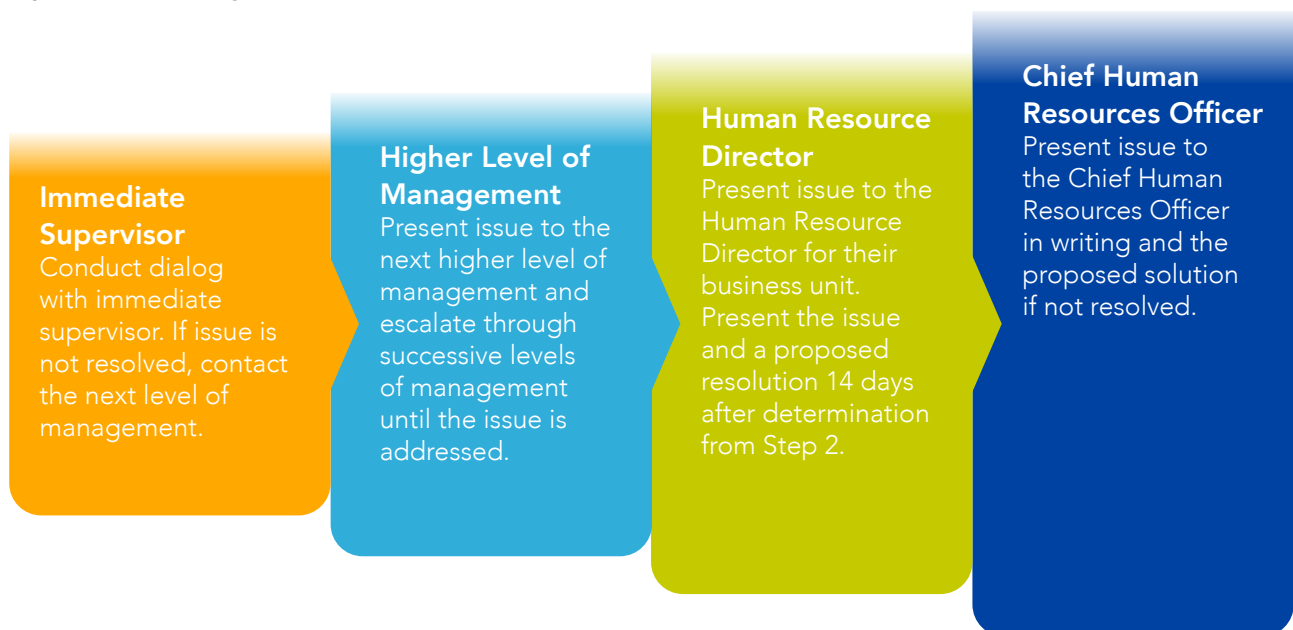 Immediate
Supervisor
Conduct dialog
with immediate
supervisor. If issue is
not resolved, contact
the next level of
management.
Higher Level of
Management
Present issue to the
next higher level of
management and
escalate through
successive levels
of management
until the issue is
addressed.
Human Resource
Director
Present issue to the
Human Resource
Director for their
business unit.
Present the issue
and a proposed
resolution 14 days
after determination
from Step 2.
Chief Human
Resources Officer
Present issue to
the Chief Human
Resources Officer
in writing and the
proposed solution
if not resolved.